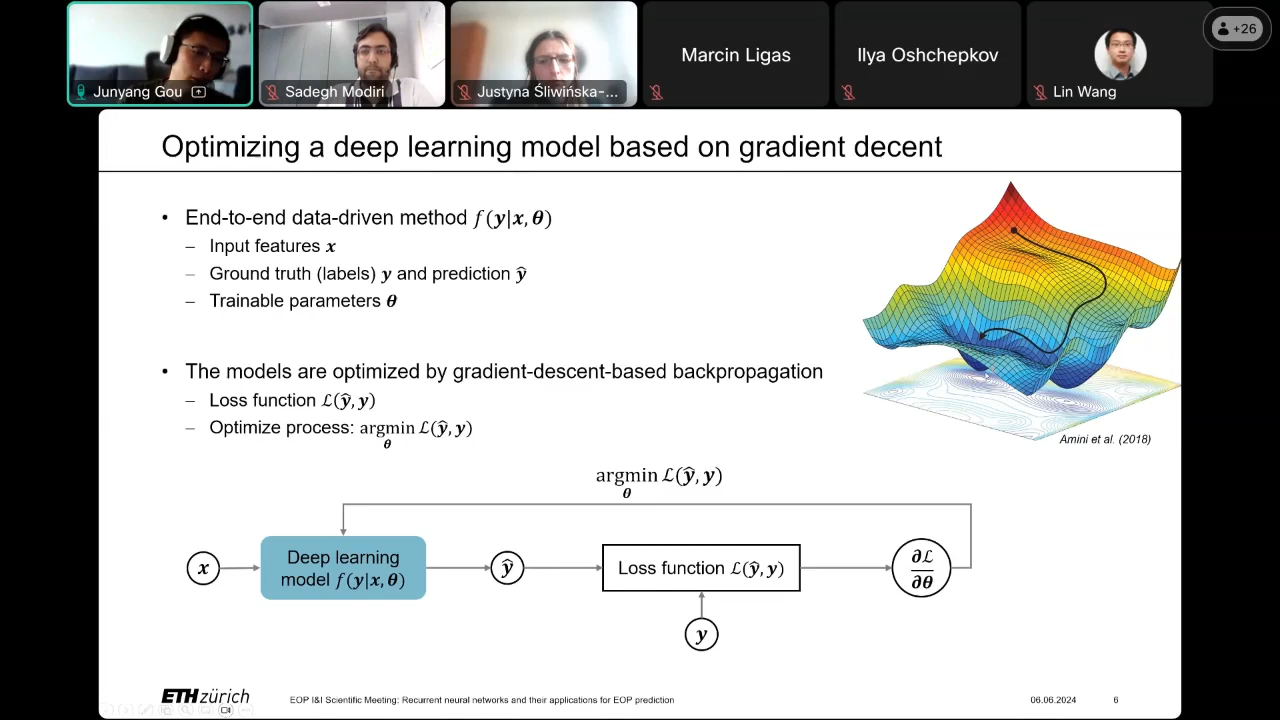 +26
Junyang Gou
Sadegh Modiri
Justyna Śliwińska-...
Marcin Ligas
Ilya Oshchepkov
Lin Wang
Optimizing a deep learning model based on gradient decent
• End-to-end data-driven method f(y|x, θ)
– Input features x
– Ground truth (labels) y and prediction ŷ
– Trainable parameters θ
• The models are optimized by gradient-descent-based backpropagation
– Loss function ℒ(ŷ, y)
– Optimize process: argmin ℒ(ŷ, y)
θ
Amini et al. (2018)
argmin ℒ(ŷ, y)
θ
x
Deep learning
model f(y|x, θ)
ŷ
Loss function ℒ(ŷ, y)
∂ℒ
∂θ
y
ETH zürich
EOP I&I Scientific Meeting: Recurrent neural networks and their applications for EOP prediction
06.06.2024
6